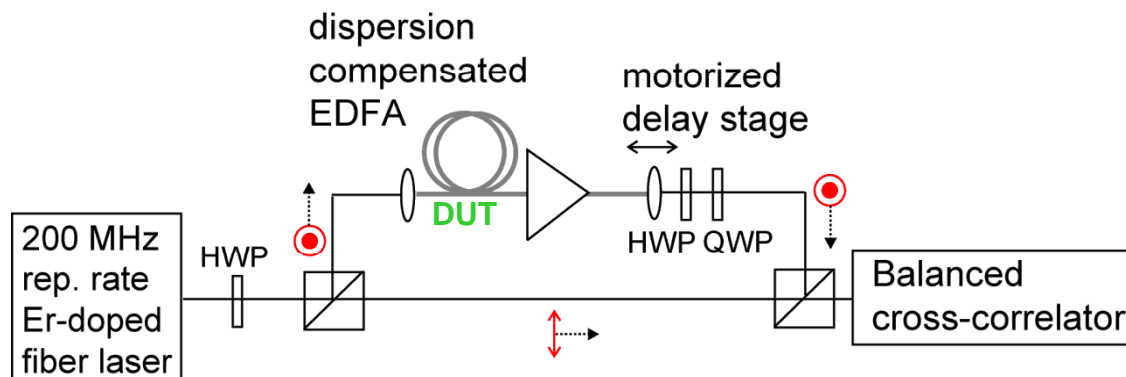 dispersion
compensated
EDFA
motorized
delay stage
DUT
HWP QWP
200 MHz
rep. rate
Er-doped
fiber laser
HWP
Balanced
cross-correlator